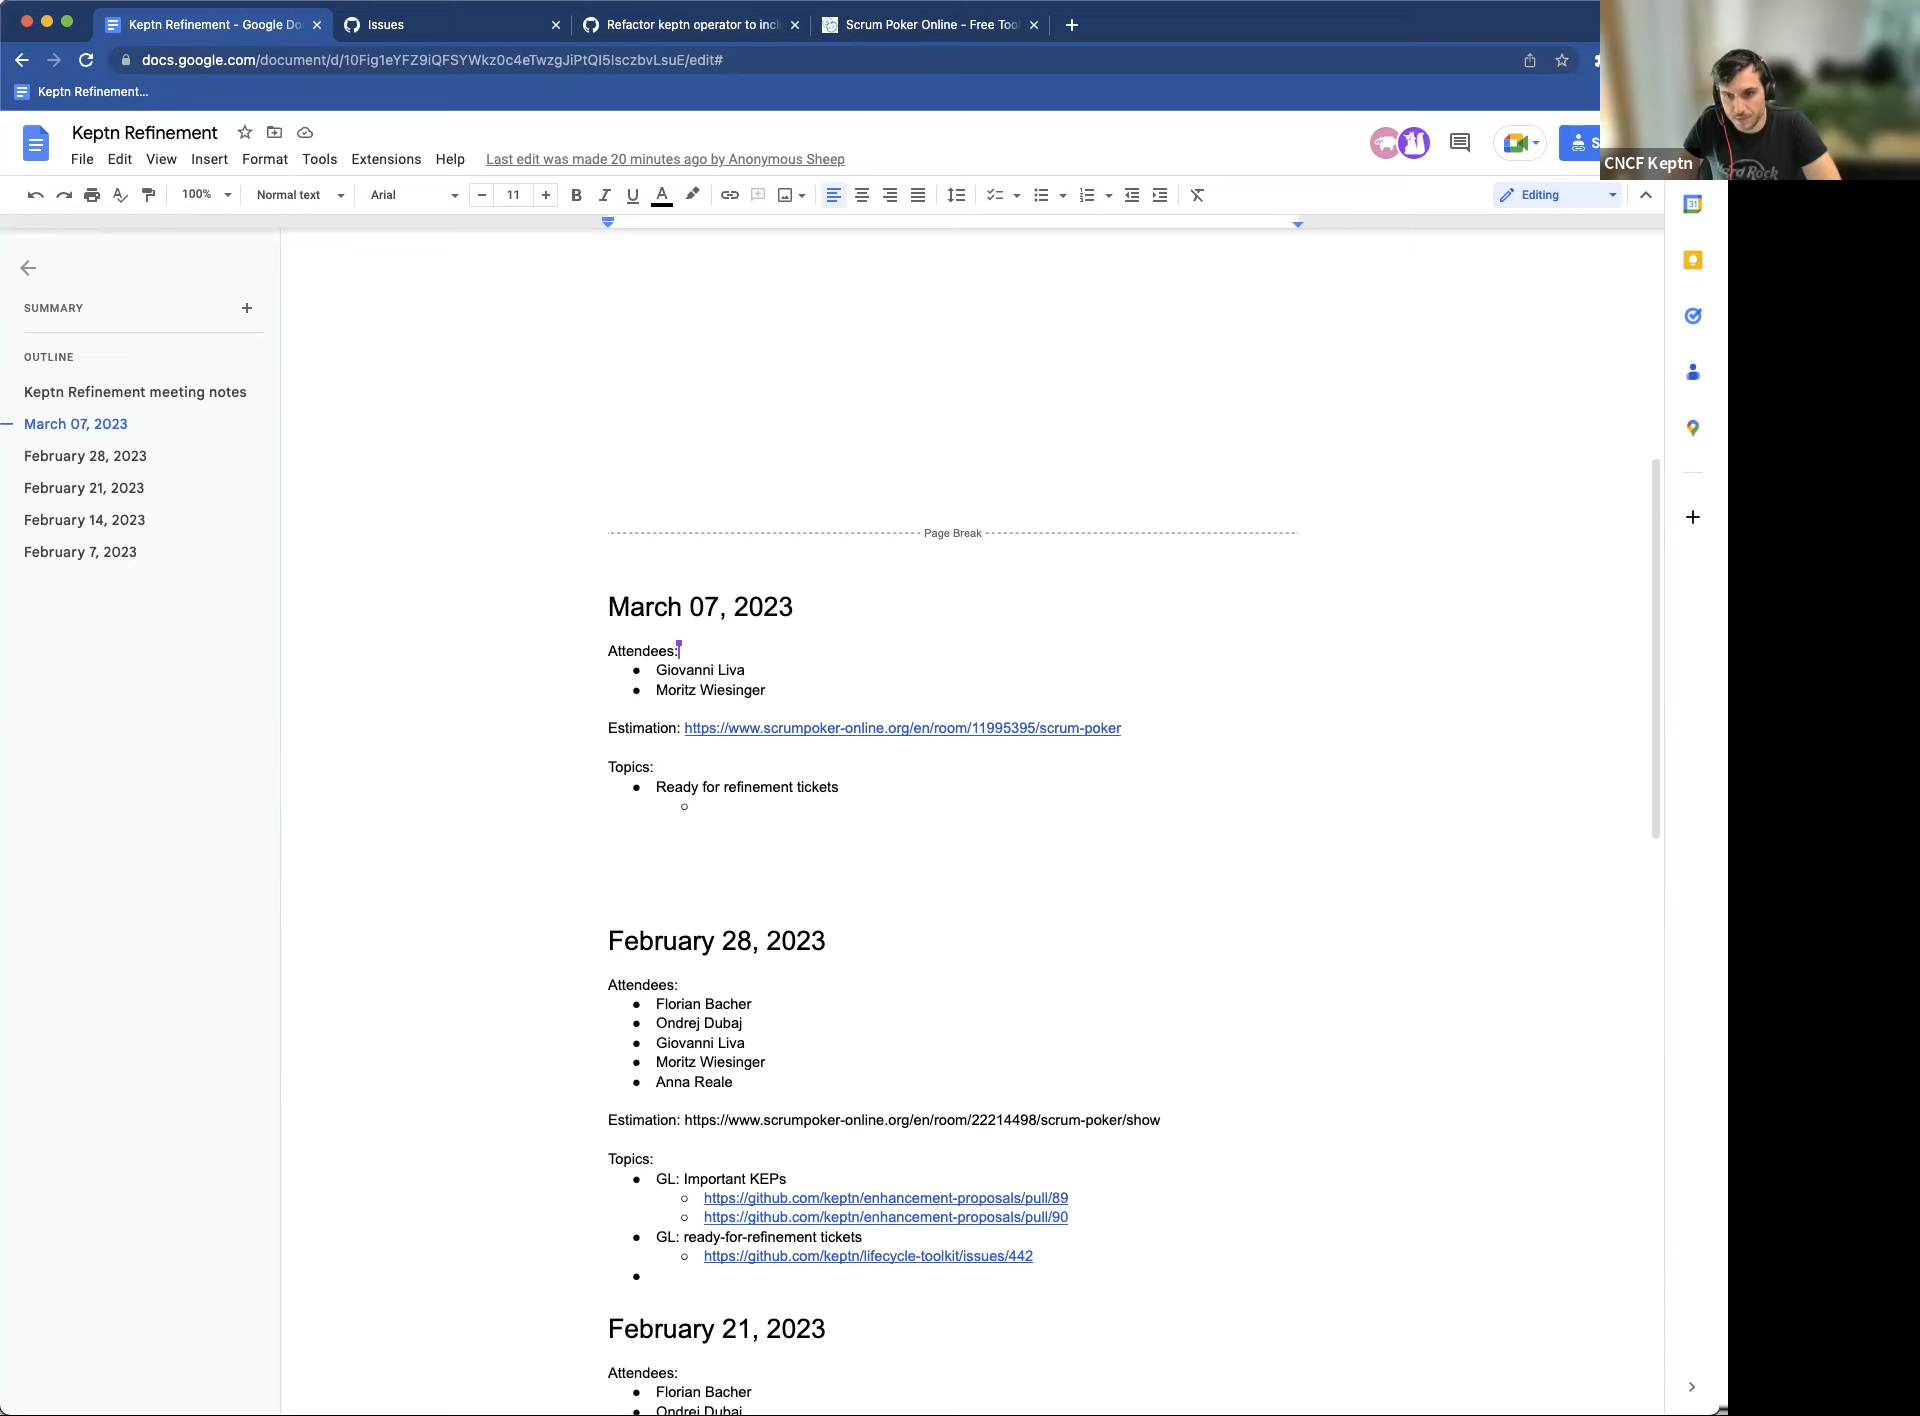 Keptn Refinement - Google Do
Issues
Refactor keptn operator to incl
Scrum Poker Online - Free Tool
docs.google.com/document/d/10Fig1eYFZ9iQFSYWkz0c4eTwzgJiPtQI5IsczbvLsuE/edit#
Keptn Refinement...
Keptn Refinement
File Edit View Insert Format Tools Extensions Help Last edit was made 20 minutes ago by Anonymous Sheep
S
CNCF Keptn
Hard Rock
100% Normal text Arial 11 B I U A Editing
31
SUMMARY
OUTLINE
Keptn Refinement meeting notes
March 07, 2023
February 28, 2023
February 21, 2023
February 14, 2023
February 7, 2023
Page Break
March 07, 2023
Attendees:
● Giovanni Liva
● Moritz Wiesinger
Estimation: https://www.scrumpoker-online.org/en/room/11995395/scrum-poker
Topics:
● Ready for refinement tickets
○
February 28, 2023
Attendees:
● Florian Bacher
● Ondrej Dubaj
● Giovanni Liva
● Moritz Wiesinger
● Anna Reale
Estimation: https://www.scrumpoker-online.org/en/room/22214498/scrum-poker/show
Topics:
● GL: Important KEPs
○ https://github.com/keptn/enhancement-proposals/pull/89
○ https://github.com/keptn/enhancement-proposals/pull/90
● GL: ready-for-refinement tickets
○ https://github.com/keptn/lifecycle-toolkit/issues/442
●
February 21, 2023
Attendees:
● Florian Bacher
● Ondrej Dubaj